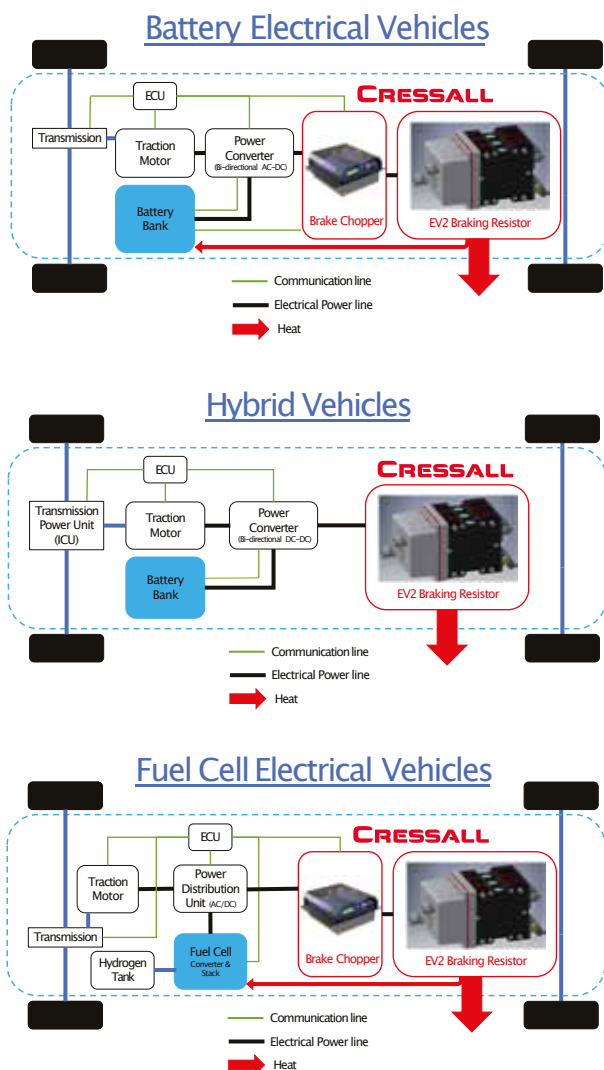 Battery Electrical Vehicles
ECU
CRESSALL
Transmission
Traction
Motor
Power
Converter
(Bi-directional AC-DC)
Battery
Bank
Brake Chopper
EV2 Braking Resistor
Communication line
Electrical Power line
Heat
Hybrid Vehicles
ECU
CRESSALL
Transmission
Power Unit
(ICU)
Traction
Motor
Power
Converter
(Bi-directional DC-DC)
Battery
Bank
EV2 Braking Resistor
Communication line
Electrical Power line
Heat
Fuel Cell Electrical Vehicles
ECU
CRESSALL
Traction
Motor
Power
Distribution
Unit (AC/DC)
Transmission
Hydrogen
Tank
Fuel Cell
Converter &
Stack
Brake Chopper
EV2 Braking Resistor
Communication line
Electrical Power line
Heat